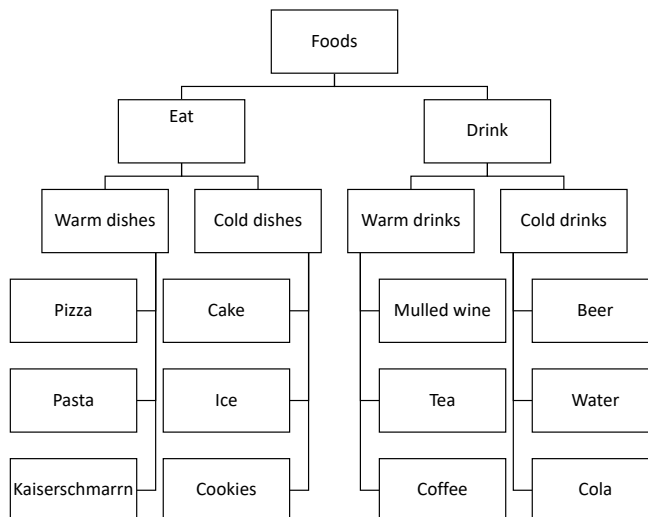 Foods
Eat
Drink
Warm dishes
Cold dishes
Warm drinks
Cold drinks
Pizza
Cake
Mulled wine
Beer
Pasta
Ice
Tea
Water
Kaiserschmarrn
Cookies
Coffee
Cola